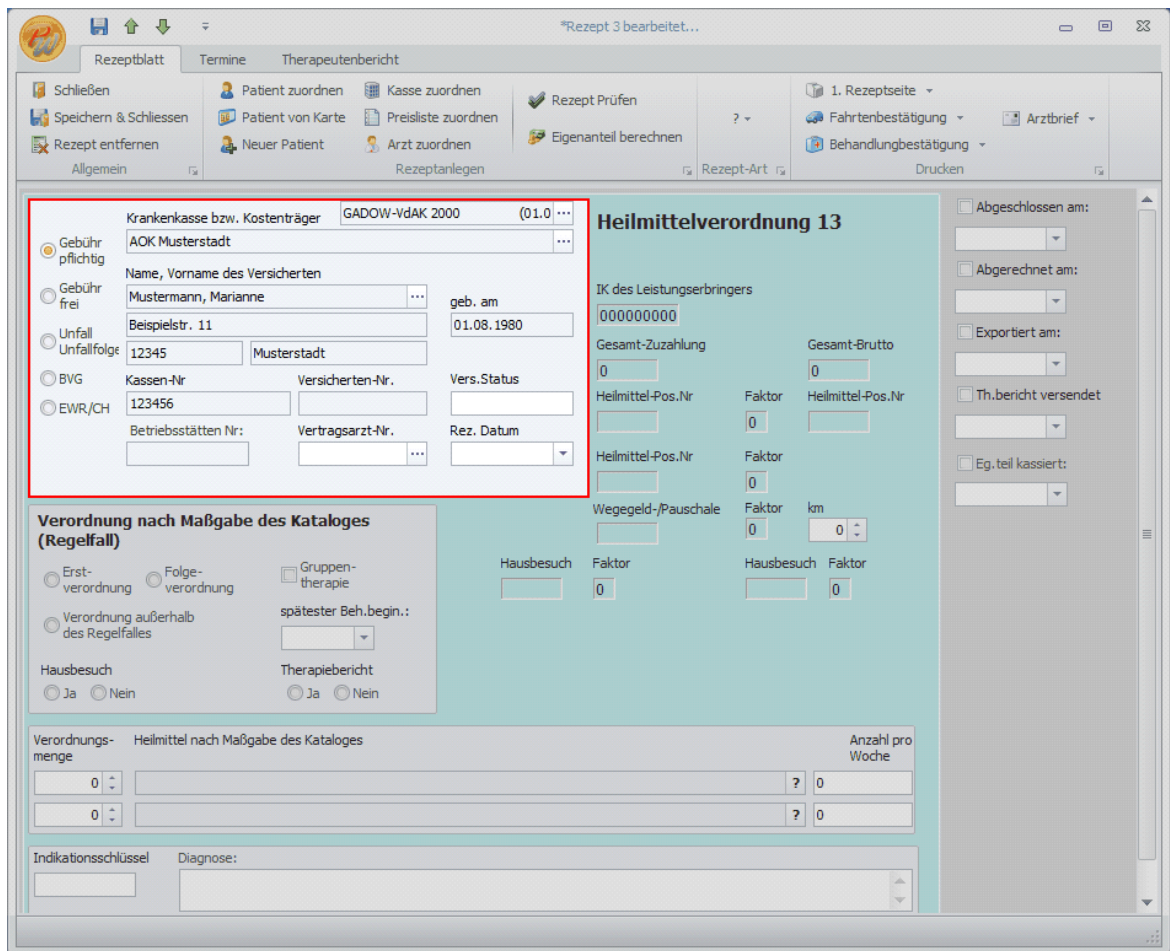 *Rezept 3 bearbeitet...
Rezeptblatt Termine Therapeutenbericht
Schließen Patient zuordnen Kasse zuordnen Rezept Prüfen 1. Rezeptseite
Speichern & Schliessen Patient von Karte Preisliste zuordnen ? Fahrtenbestätigung Arztbrief
Rezept entfernen Neuer Patient Arzt zuordnen Eigenanteil berechnen Behandlungbestätigung
Allgemein Rezeptanlegen Rezept-Art Drucken
Krankenkasse bzw. Kostenträger GADOW-VdAK 2000 (01.0 ...
AOK Musterstadt ...
Gebühr
pflichtig
Name, Vorname des Versicherten
Gebühr
frei
Mustermann, Marianne ... geb. am
Beispielstr. 11 01.08.1980
Unfall
Unfallfolge
12345 Musterstadt
BVG
Kassen-Nr Versicherten-Nr. Vers.Status
EWR/CH
123456
Betriebsstätten Nr: Vertragsarzt-Nr. Rez. Datum
...
Heilmittelverordnung 13
IK des Leistungserbringers
000000000
Gesamt-Zuzahlung Gesamt-Brutto
0 0
Heilmittel-Pos.Nr Faktor Heilmittel-Pos.Nr
0
Heilmittel-Pos.Nr Faktor
0
Wegegeld-/Pauschale Faktor km
0 0
Hausbesuch Faktor Hausbesuch Faktor
0 0
Abgeschlossen am:
Abgerechnet am:
Exportiert am:
Th.bericht versendet
Eg.teil kassiert:
Verordnung nach Maßgabe des Kataloges
(Regelfall)
Erst-
verordnung
Folge-
verordnung
Gruppen-
therapie
Verordnung außerhalb
des Regelfalles
spätester Beh.begin.:
Hausbesuch Therapiebericht
Ja Nein Ja Nein
Verordnungs-
menge
Heilmittel nach Maßgabe des Kataloges
Anzahl pro
Woche
0 ? 0
0 ? 0
Indikationsschlüssel Diagnose: